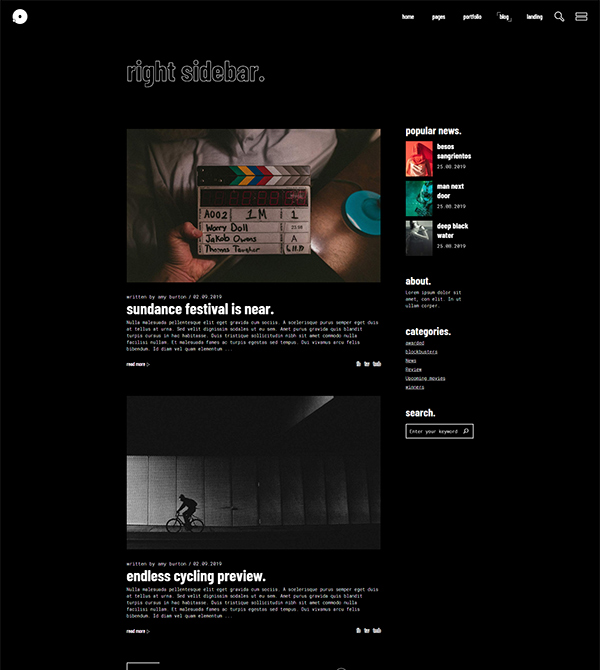 home pages portfolio blog landing
right sidebar.
A002 1M 1
Worry Doll
Jakob Owens A
Thomas Taugher
written by amy burton / 02.09.2019
sundance festival is near.
Nulla malesuada pellentesque elit eget gravida cum sociis. A scelerisque purus semper eget duis
at tellus at urna. Sed velit dignissim sodales ut eu sem. Amet purus gravida quis blandit
turpis cursus in hac habitasse. Duis tristique sollicitudin nibh sit amet commodo nulla
facilisi nullam. Et malesuada fames ac turpis egestas sed tempus. Dui vivamus arcu felis
bibendum. Id diam vel quam elementum ...
read more :-
fb tw tmb
written by amy burton / 02.09.2019
endless cycling preview.
Nulla malesuada pellentesque elit eget gravida cum sociis. A scelerisque purus semper eget duis
at tellus at urna. Sed velit dignissim sodales ut eu sem. Amet purus gravida quis blandit
turpis cursus in hac habitasse. Duis tristique sollicitudin nibh sit amet commodo nulla
facilisi nullam. Et malesuada fames ac turpis egestas sed tempus. Dui vivamus arcu felis
bibendum. Id diam vel quam elementum ...
read more :-
fb tw tmb
popular news.
besos
sangrientos
25.08.2019
man next
door
25.08.2019
deep black
water
25.08.2019
about.
Lorem ipsum dolor sit
amet, con elit. In ut
ullam corper.
categories.
awarded
blockbusters
News
Review
Upcoming movies
winners
search.
Enter your keyword